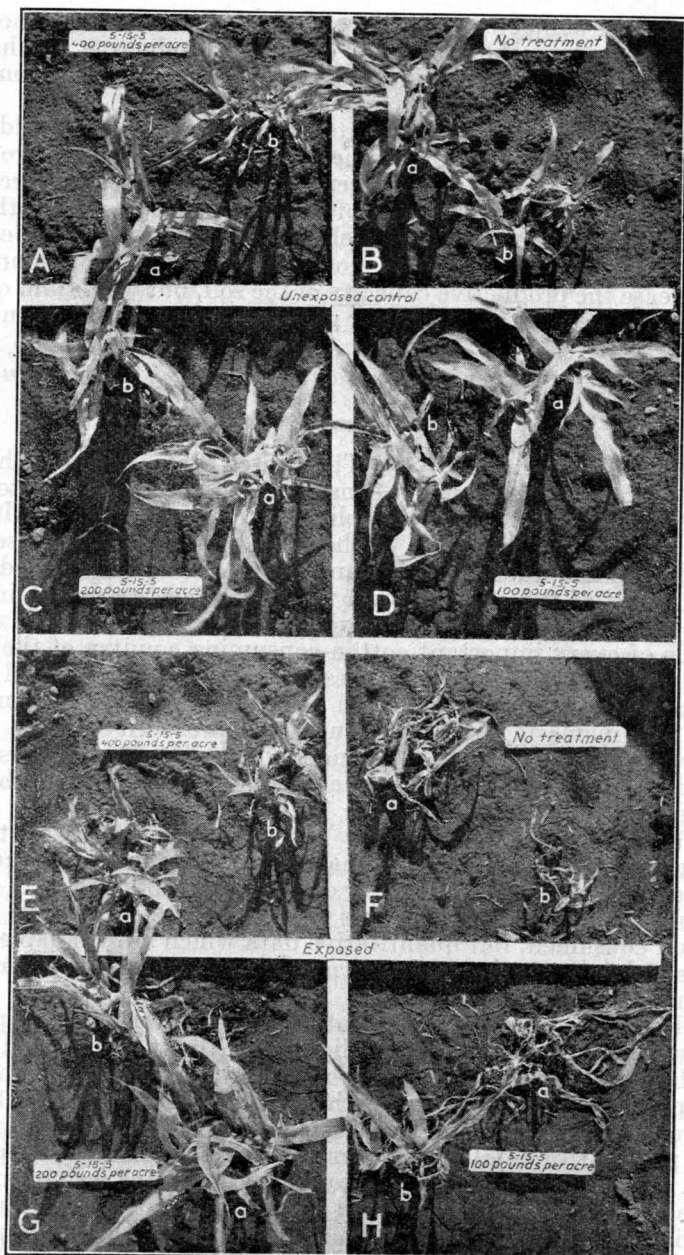 5-15-5
400 pounds per acre
No treatment
b
a
A
a
B
b
Unexposed control
b
a
b
a
C
5-15-5
200 pounds per acre
D
5-15-5
100 pounds per acre
5-15-5
400 pounds per acre
No treatment
b
a
E
a
F
b
Exposed
b
a
5-15-5
200 pounds per acre
5-15-5
100 pounds per acre
G
a
H
b